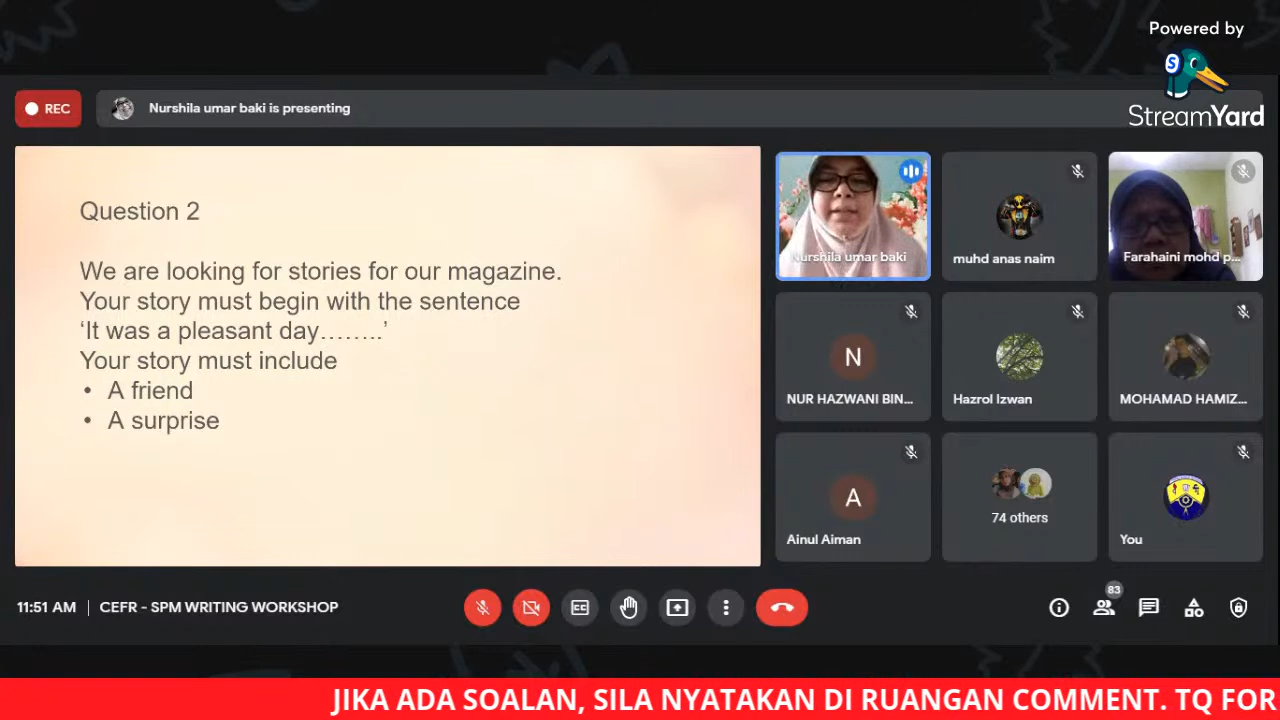 Powered by
StreamYard
REC
Nurshila umar baki is presenting
Question 2
We are looking for stories for our magazine.
Your story must begin with the sentence
‘It was a pleasant day……..’
Your story must include
• A friend
• A surprise
Nurshila umar baki
muhd anas naim
Farahaini mohd p...
N
NUR HAZWANI BIN...
Hazrol Izwan
MOHAMAD HAMIZ...
A
Ainul Aiman
74 others
You
11:51 AM | CEFR - SPM WRITING WORKSHOP
83
JIKA ADA SOALAN, SILA NYATAKAN DI RUANGAN COMMENT. TQ FOR